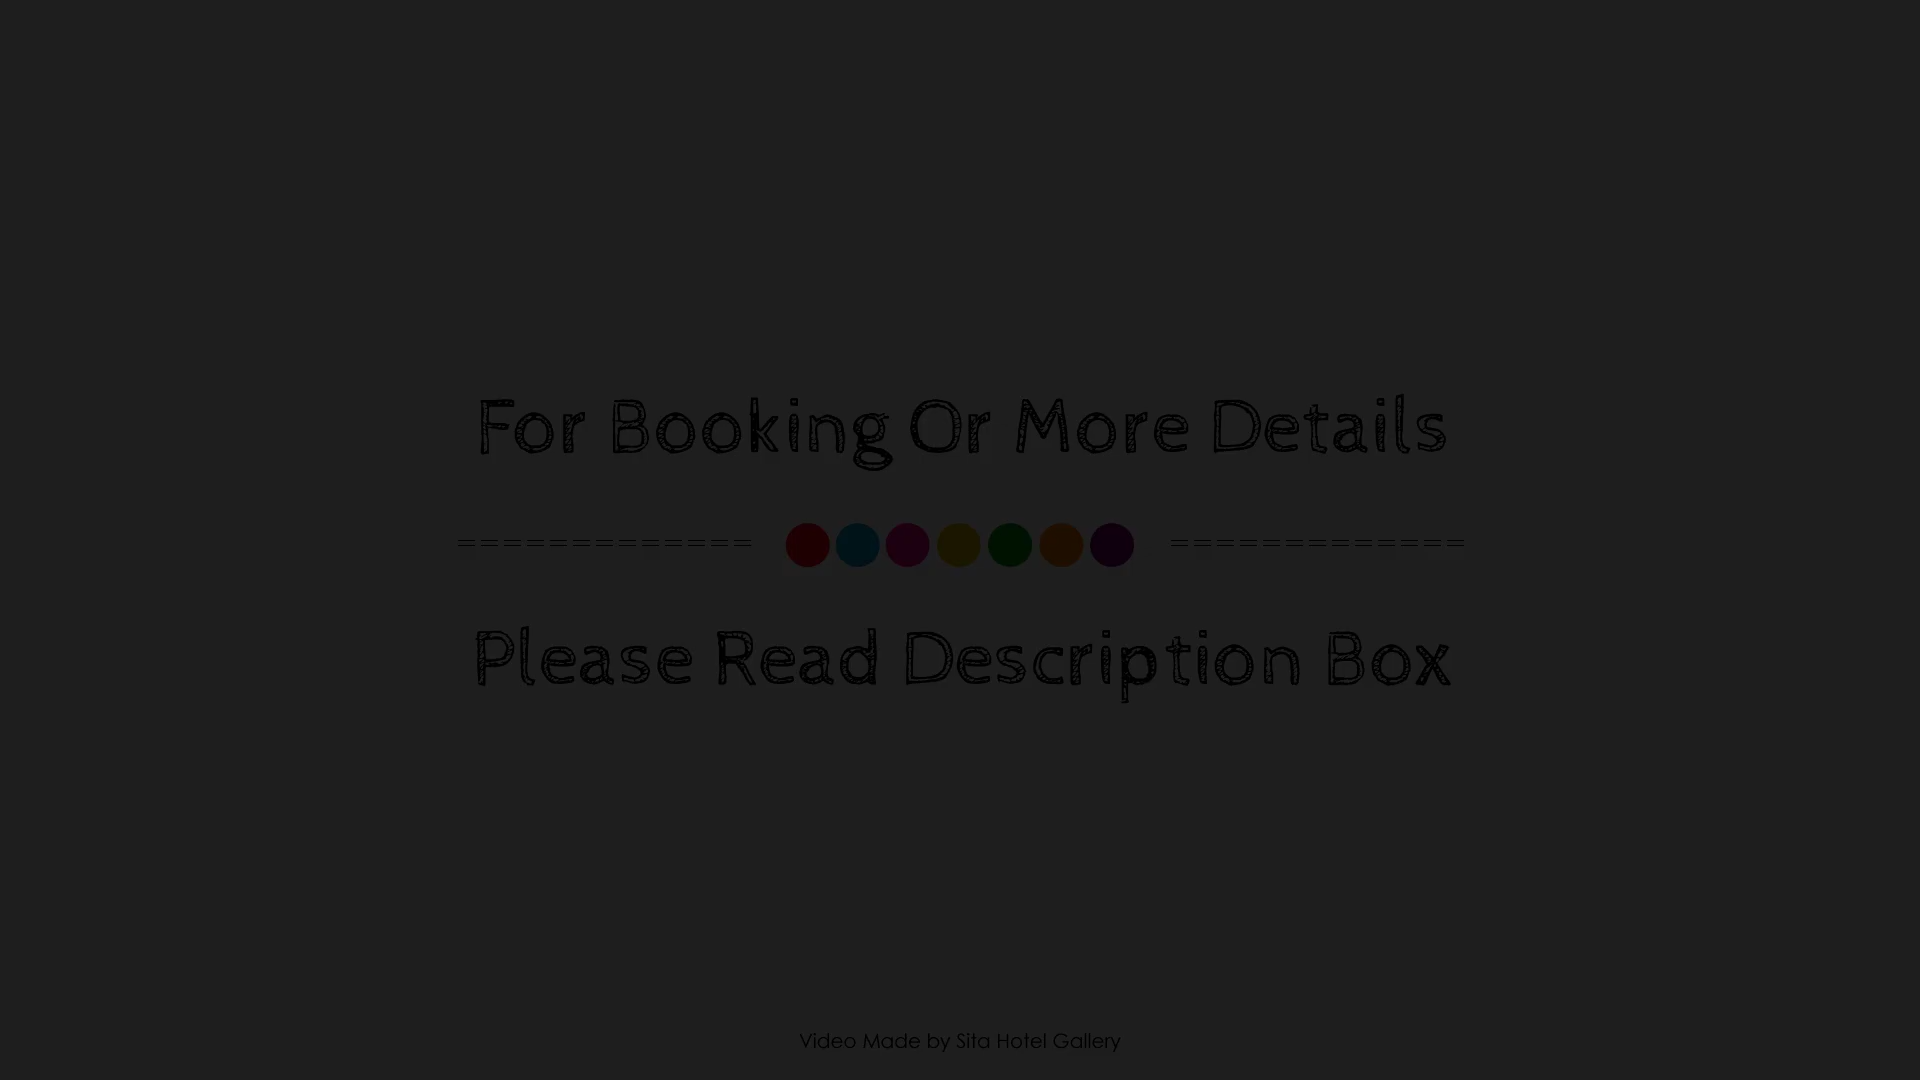 For Booking Or More Details
============= =============
Please Read Description Box
Video Made by Sita Hotel Gallery